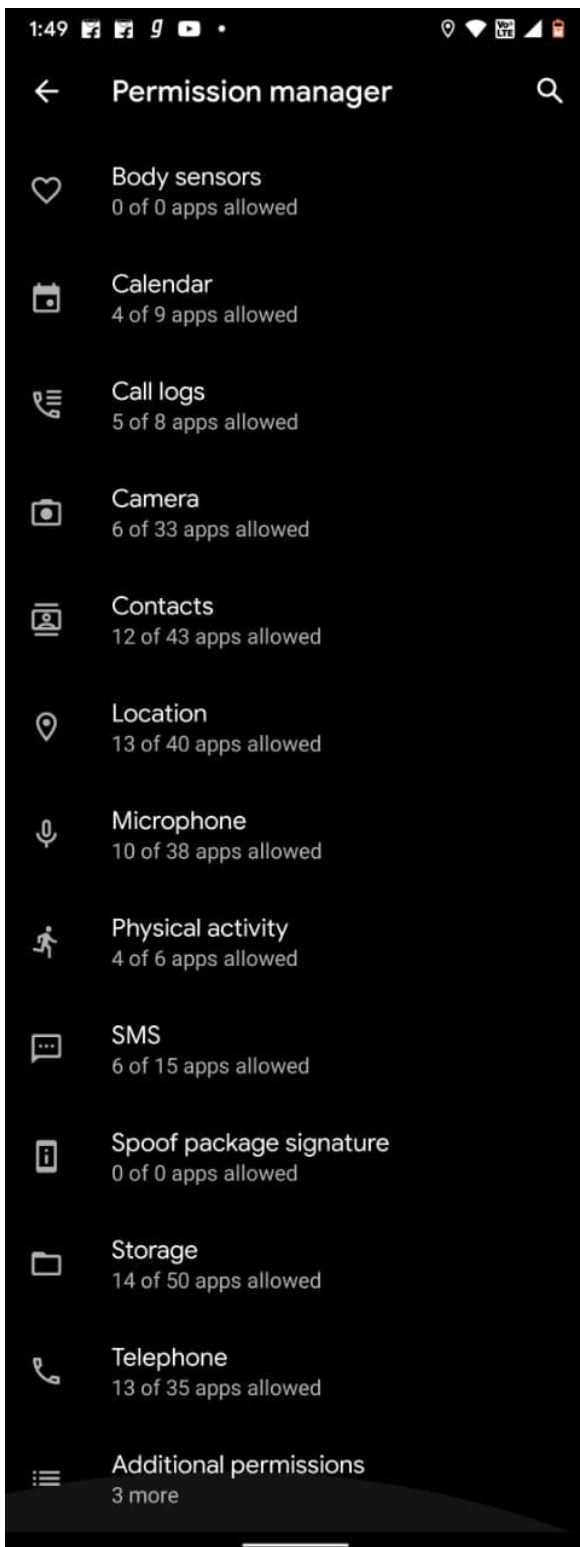 1:49 g Vo) LTE
Permission manager
Body sensors
0 of 0 apps allowed
Calendar
4 of 9 apps allowed
Call logs
5 of 8 apps allowed
Camera
6 of 33 apps allowed
Contacts
12 of 43 apps allowed
Location
13 of 40 apps allowed
Microphone
10 of 38 apps allowed
Physical activity
4 of 6 apps allowed
SMS
6 of 15 apps allowed
Spoof package signature
0 of 0 apps allowed
Storage
14 of 50 apps allowed
Telephone
13 of 35 apps allowed
Additional permissions
3 more